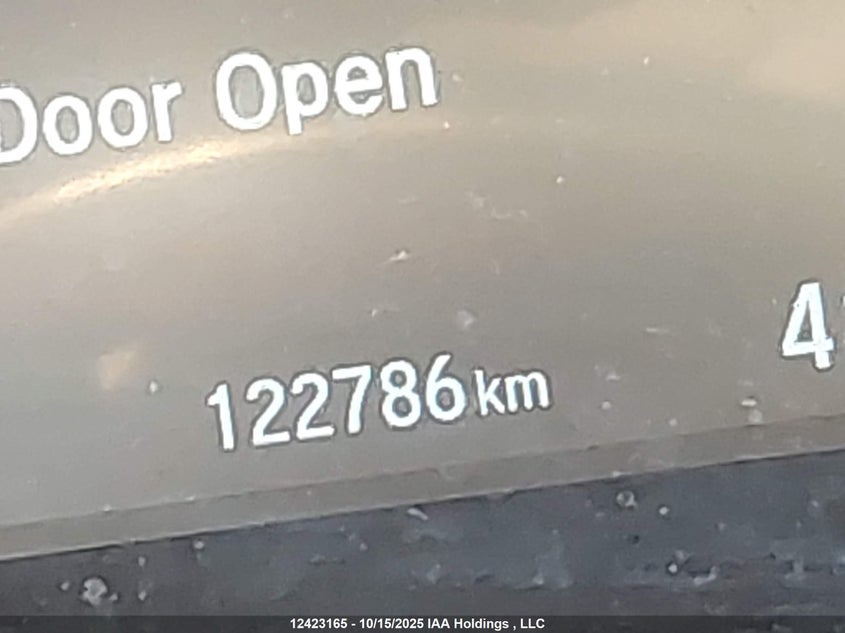 Door Open
4
122786 km
12423165 - 10/15/2025 IAA Holdings , LLC